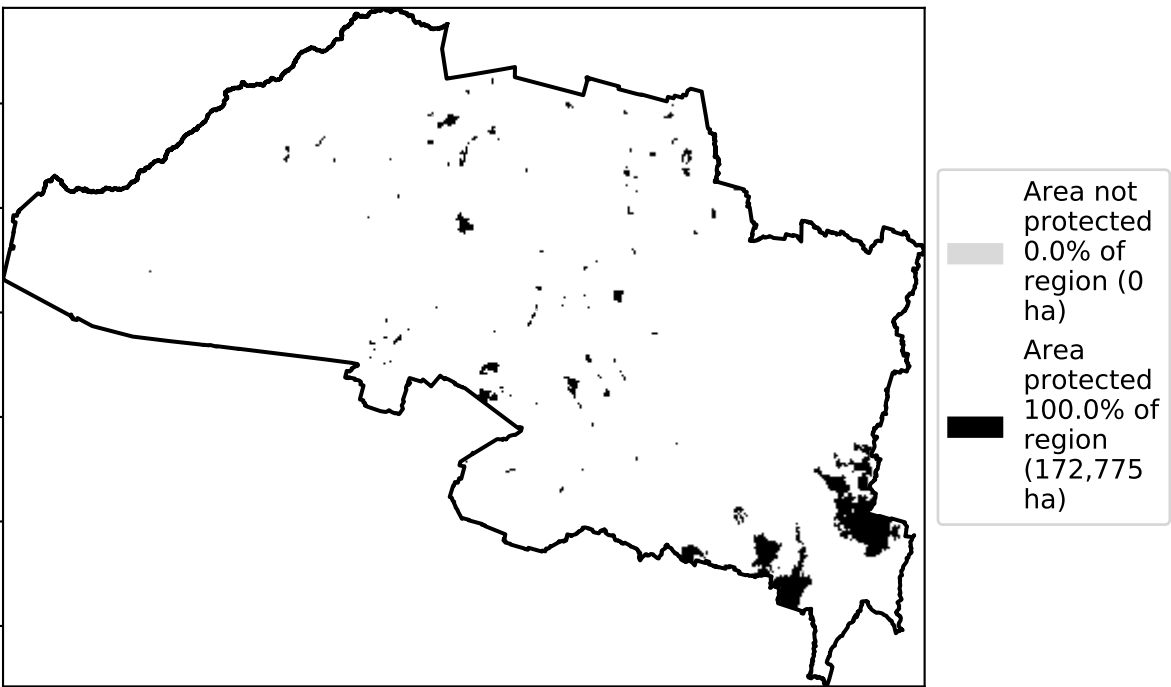 Area not
protected
0.0% of
region (0
ha)
Area
protected
100.0% of
region
(172,775
ha)